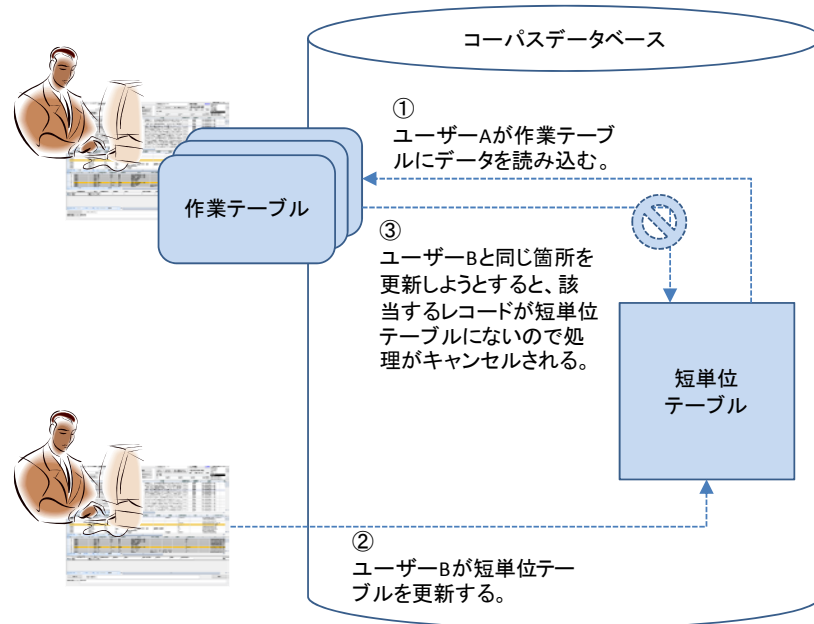 コーパスデータベース
①
ユーザーAが作業テーブ
ルにデータを読み込む。
作業テーブル
③
ユーザーBと同じ箇所を
更新しようとすると、該
当するレコードが短単位
テーブルにないので処
理がキャンセルされる。
短単位
テーブル
②
ユーザーBが短単位テー
ブルを更新する。